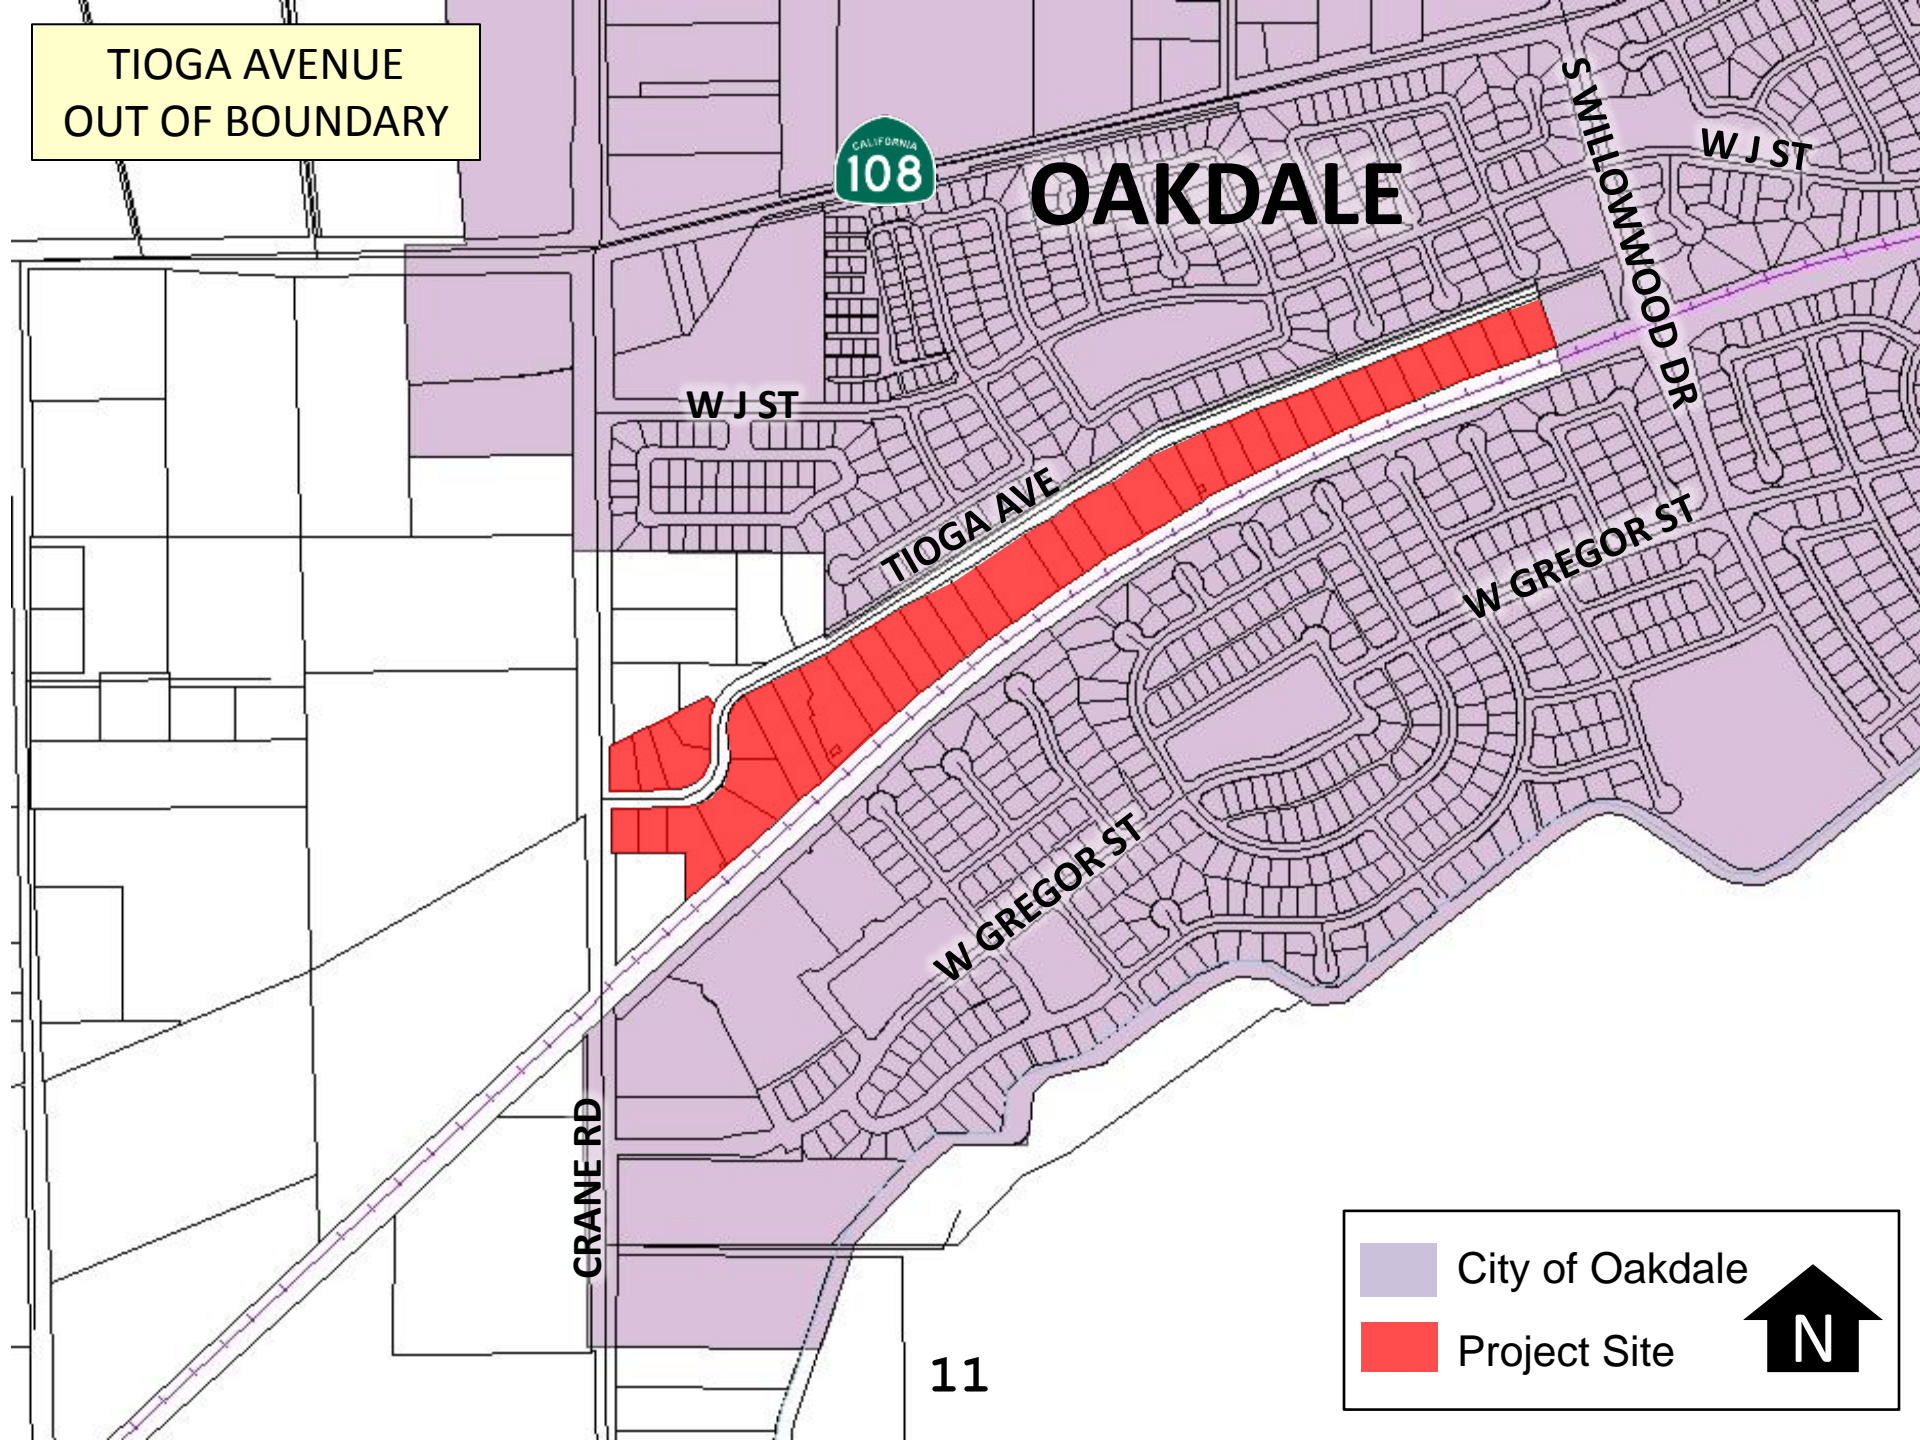 TIOGA AVENUE
OUT OF BOUNDARY
CALIFORNIA
108
OAKDALE
S WILLOWWOOD DR
W J ST
W J ST
TIOGA AVE
W GREGOR ST
W GREGOR ST
CRANE RD
11
City of Oakdale
Project Site
N